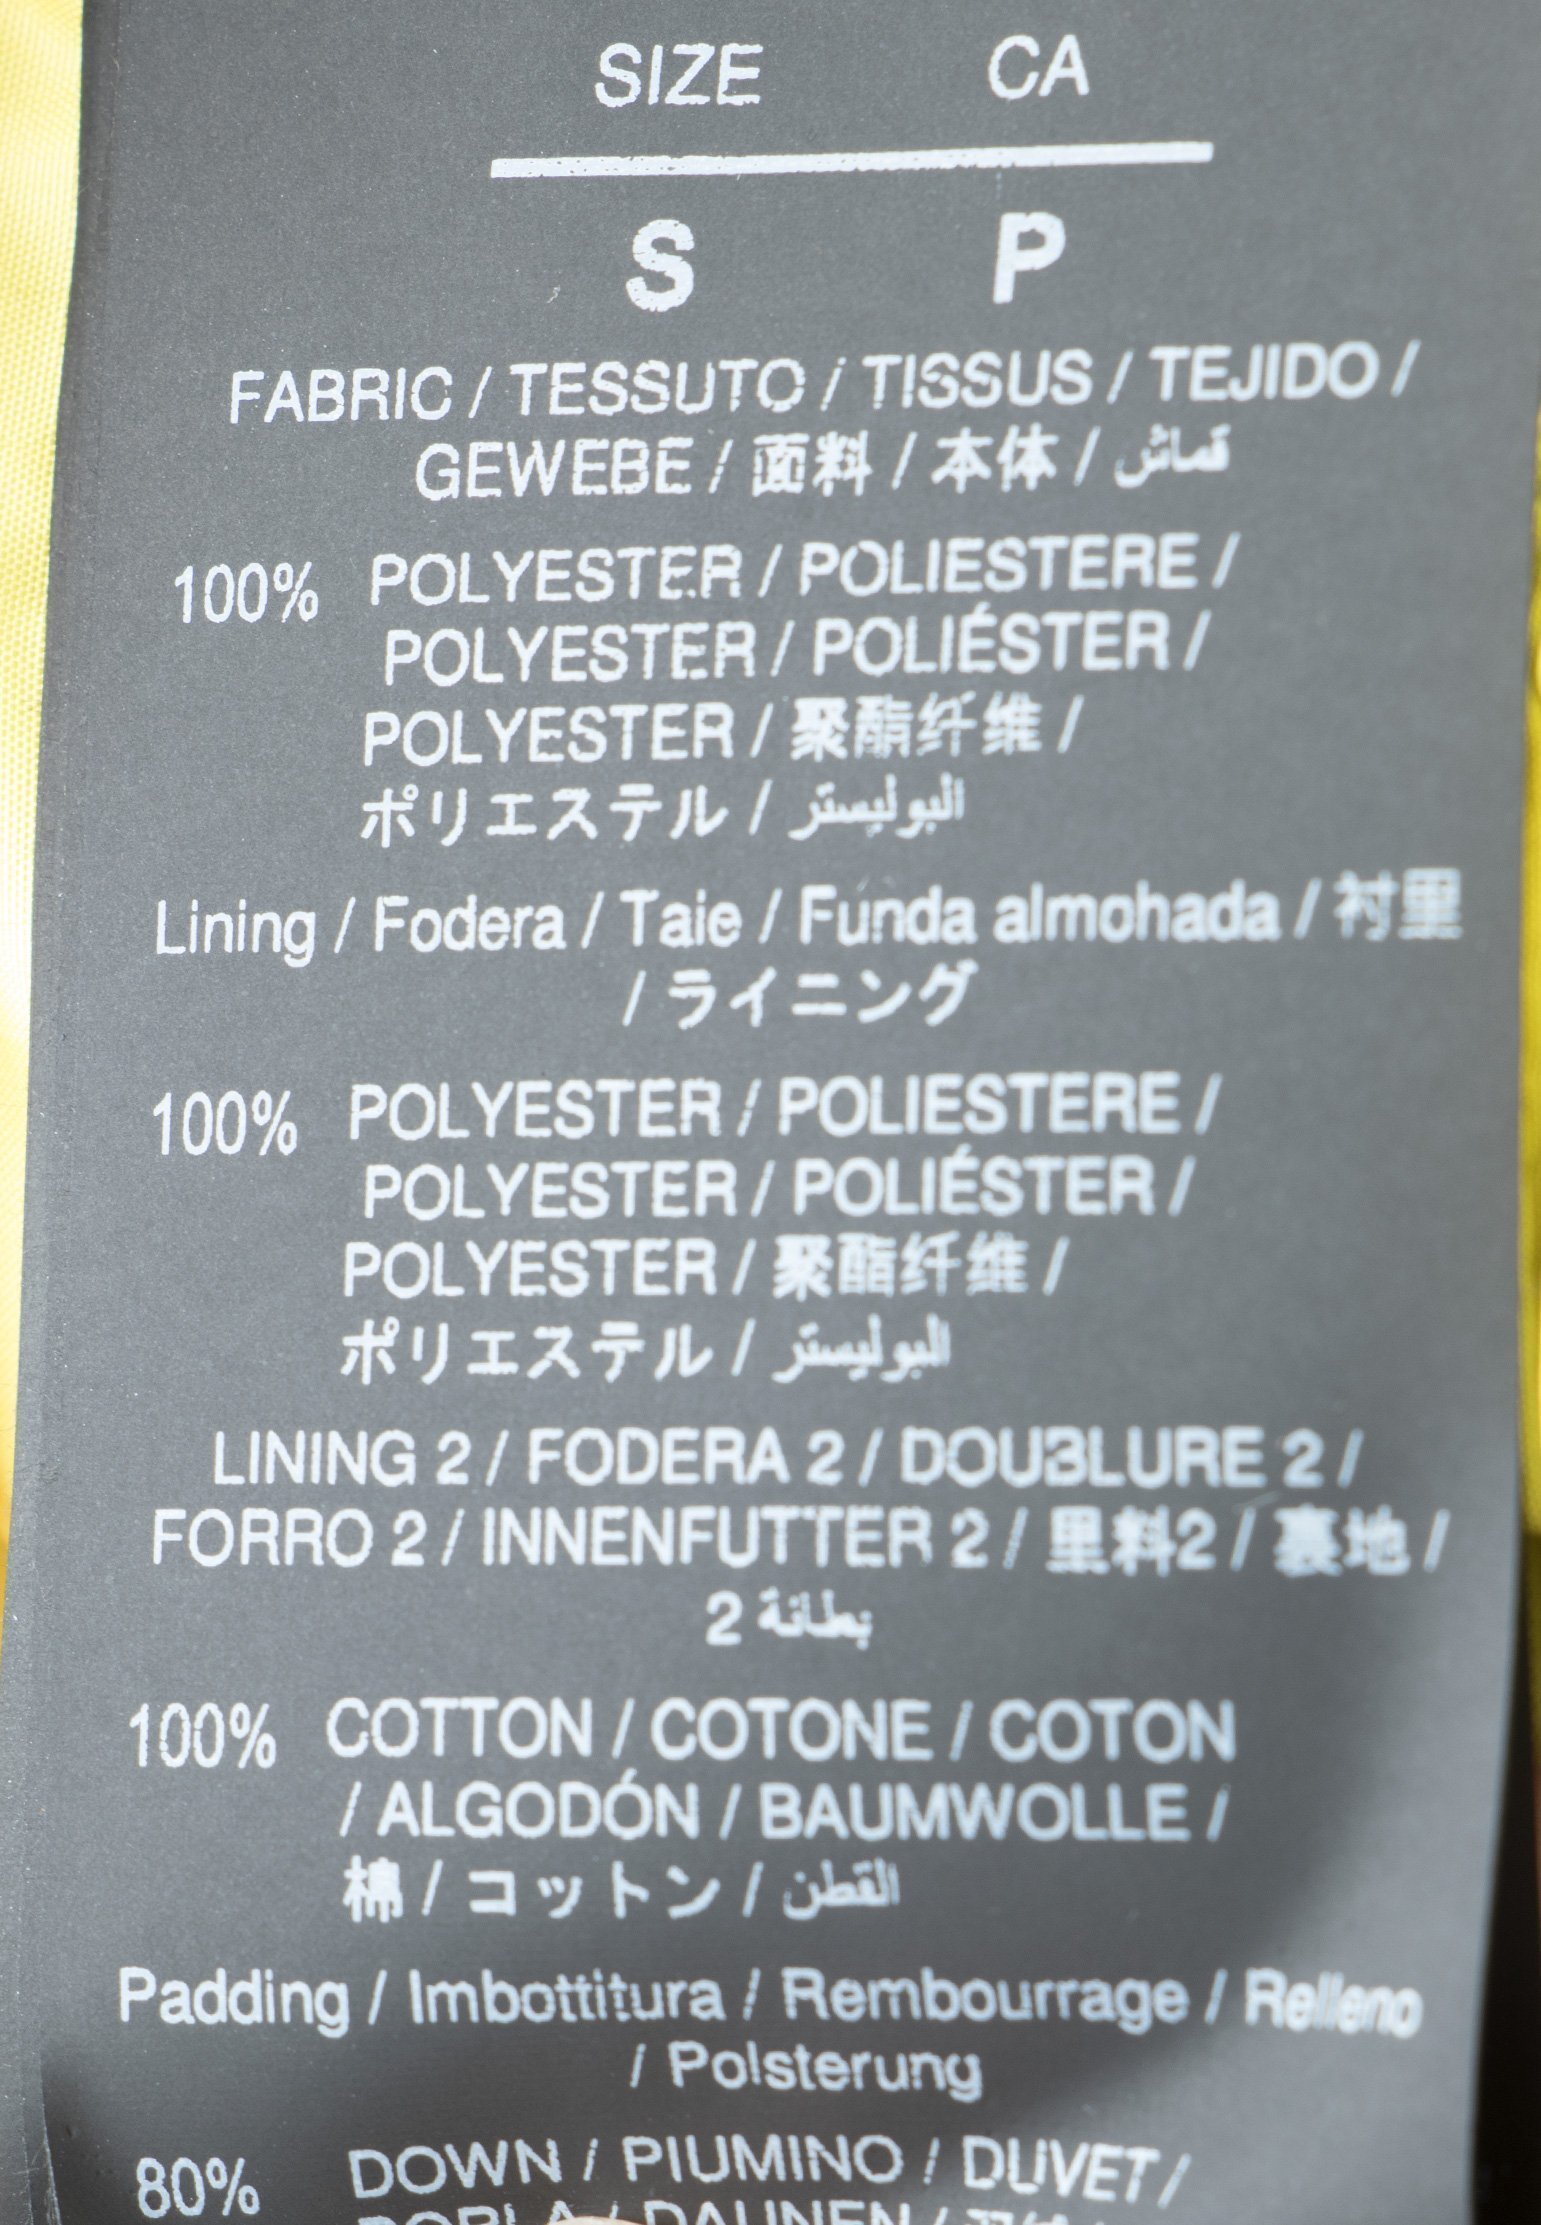 SIZE CA
S P
FABRIC / TESSUTO / TISSUS / TEJIDO /
GEWEBE / 面料 / 本体 / قماش
100% POLYESTER / POLIESTERE /
POLYESTER / POLIÉSTER /
POLYESTER / 聚酯纤维 /
ポリエステル / البوليستر
Lining / Fodera / Taie / Funda almohada / 衬里
/ ライニング
100% POLYESTER / POLIESTERE /
POLYESTER / POLIÉSTER /
POLYESTER / 聚酯纤维 /
ポリエステル / البوليستر
LINING 2 / FODERA 2 / DOUBLURE 2 /
FORRO 2 / INNENFUTTER 2 / 里料2 / 裏地 /
بطانة 2
100% COTTON / COTONE / COTON
/ ALGODÓN / BAUMWOLLE /
棉 / コットン / القطن
Padding / Imbottitura / Rembourrage / Relleno
/ Polsterung
80% DOWN / PIUMINO / DUVET /
/ DAUNEN /